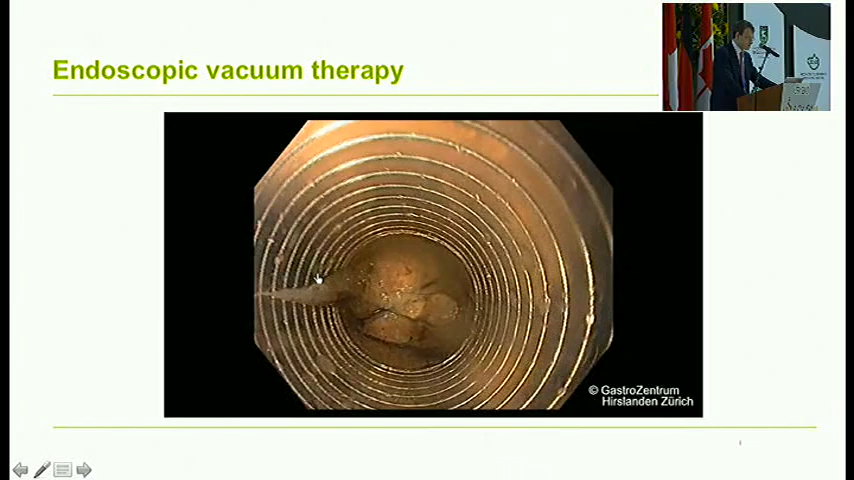 Endoscopic vacuum therapy
© GastroZentrum
Hirslanden Zürich